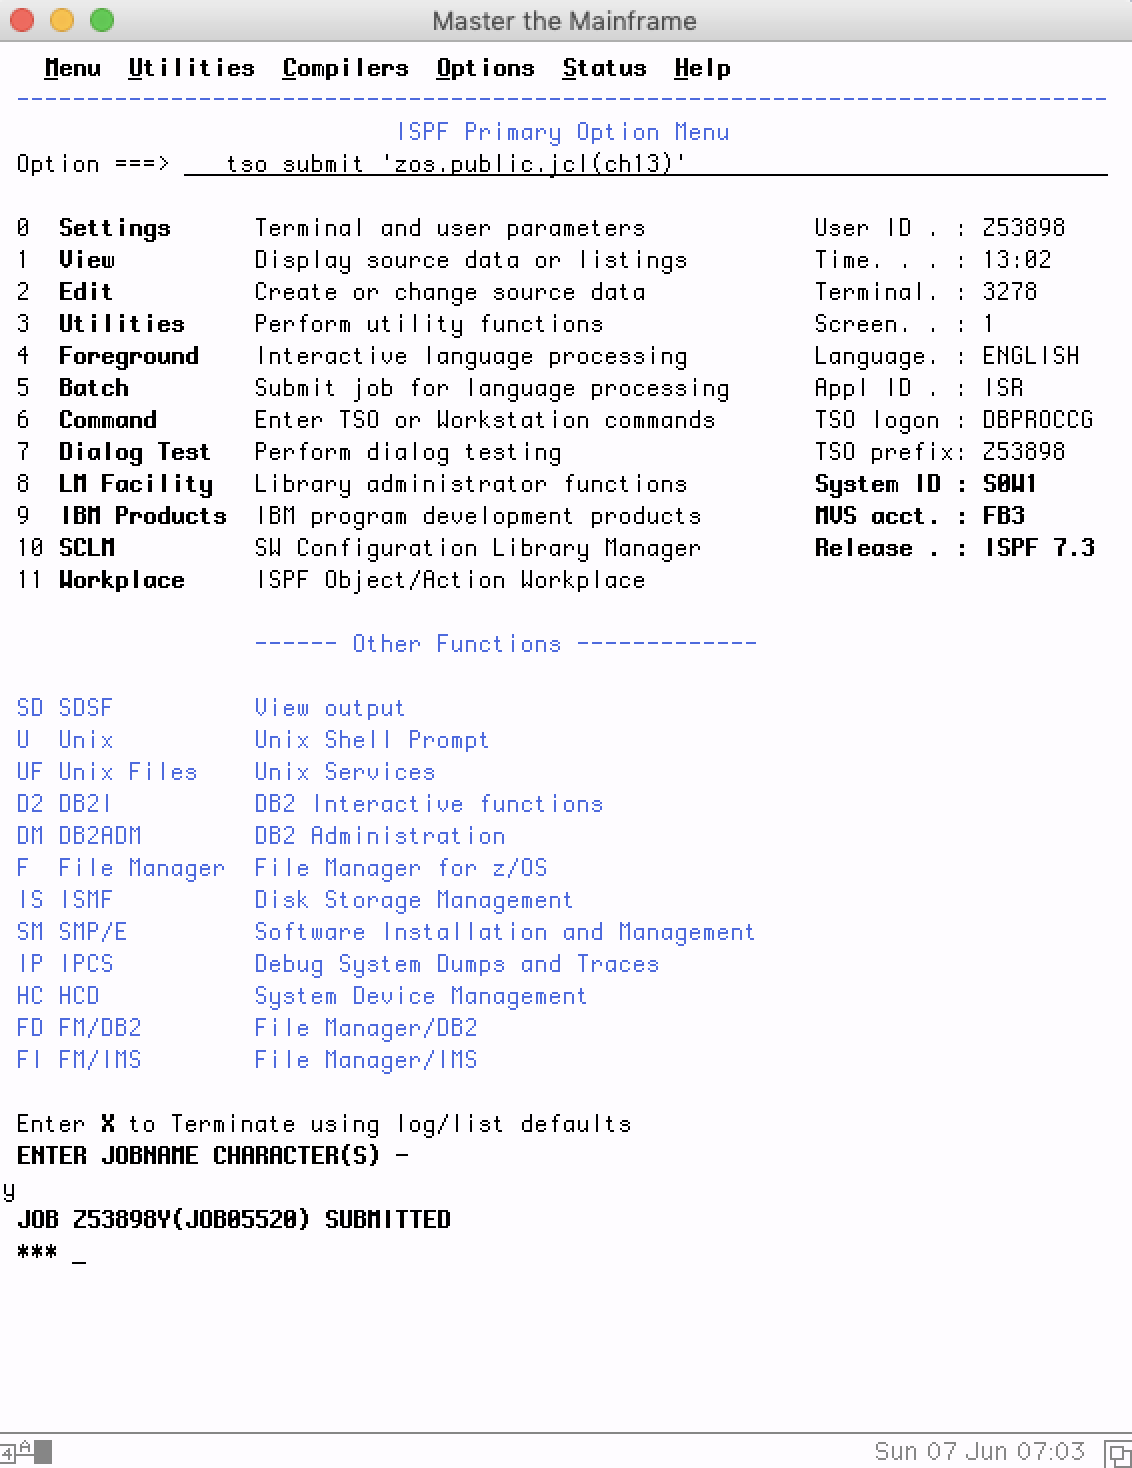 Master the Mainframe
Menu Utilities Compilers Options Status Help
ISPF Primary Option Menu
Option ===> tso submit 'zos.public.jcl(ch13)'
0 Settings Terminal and user parameters User ID . : Z53898
1 View Display source data or listings Time. . . : 13:02
2 Edit Create or change source data Terminal. : 3278
3 Utilities Perform utility functions Screen. . : 1
4 Foreground Interactive language processing Language. : ENGLISH
5 Batch Submit job for language processing Appl ID . : ISR
6 Command Enter TSO or Workstation commands TSO logon : DBPROCCG
7 Dialog Test Perform dialog testing TSO prefix: Z53898
8 LM Facility Library administrator functions System ID : S0W1
9 IBM Products IBM program development products MVS acct. : FB3
10 SCLM SW Configuration Library Manager Release . : ISPF 7.3
11 Workplace ISPF Object/Action Workplace
------ Other Functions -------------
SD SDSF View output
U Unix Unix Shell Prompt
UF Unix Files Unix Services
D2 DB2I DB2 Interactive functions
DM DB2ADM DB2 Administration
F File Manager File Manager for z/OS
IS ISMF Disk Storage Management
SM SMP/E Software Installation and Management
IP IPCS Debug System Dumps and Traces
HC HCD System Device Management
FD FM/DB2 File Manager/DB2
FI FM/IMS File Manager/IMS
Enter X to Terminate using log/list defaults
ENTER JOBNAME CHARACTER(S) -
y
JOB Z53898Y(JOB05520) SUBMITTED
*** _
4 A Sun 07 Jun 07:03